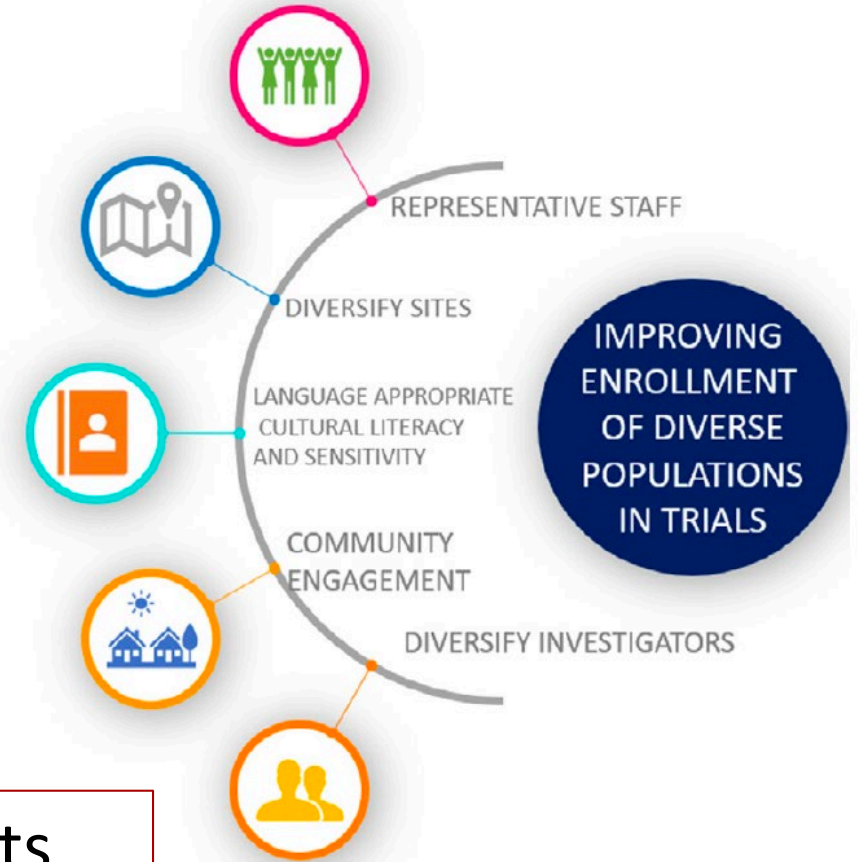 REPRESENTATIVE STAFF
DIVERSIFY SITES
LANGUAGE APPROPRIATE
CULTURAL LITERACY
AND SENSITIVITY
COMMUNITY
ENGAGEMENT
DIVERSIFY INVESTIGATORS
IMPROVING
ENROLLMENT
OF DIVERSE
POPULATIONS
IN TRIALS
ts